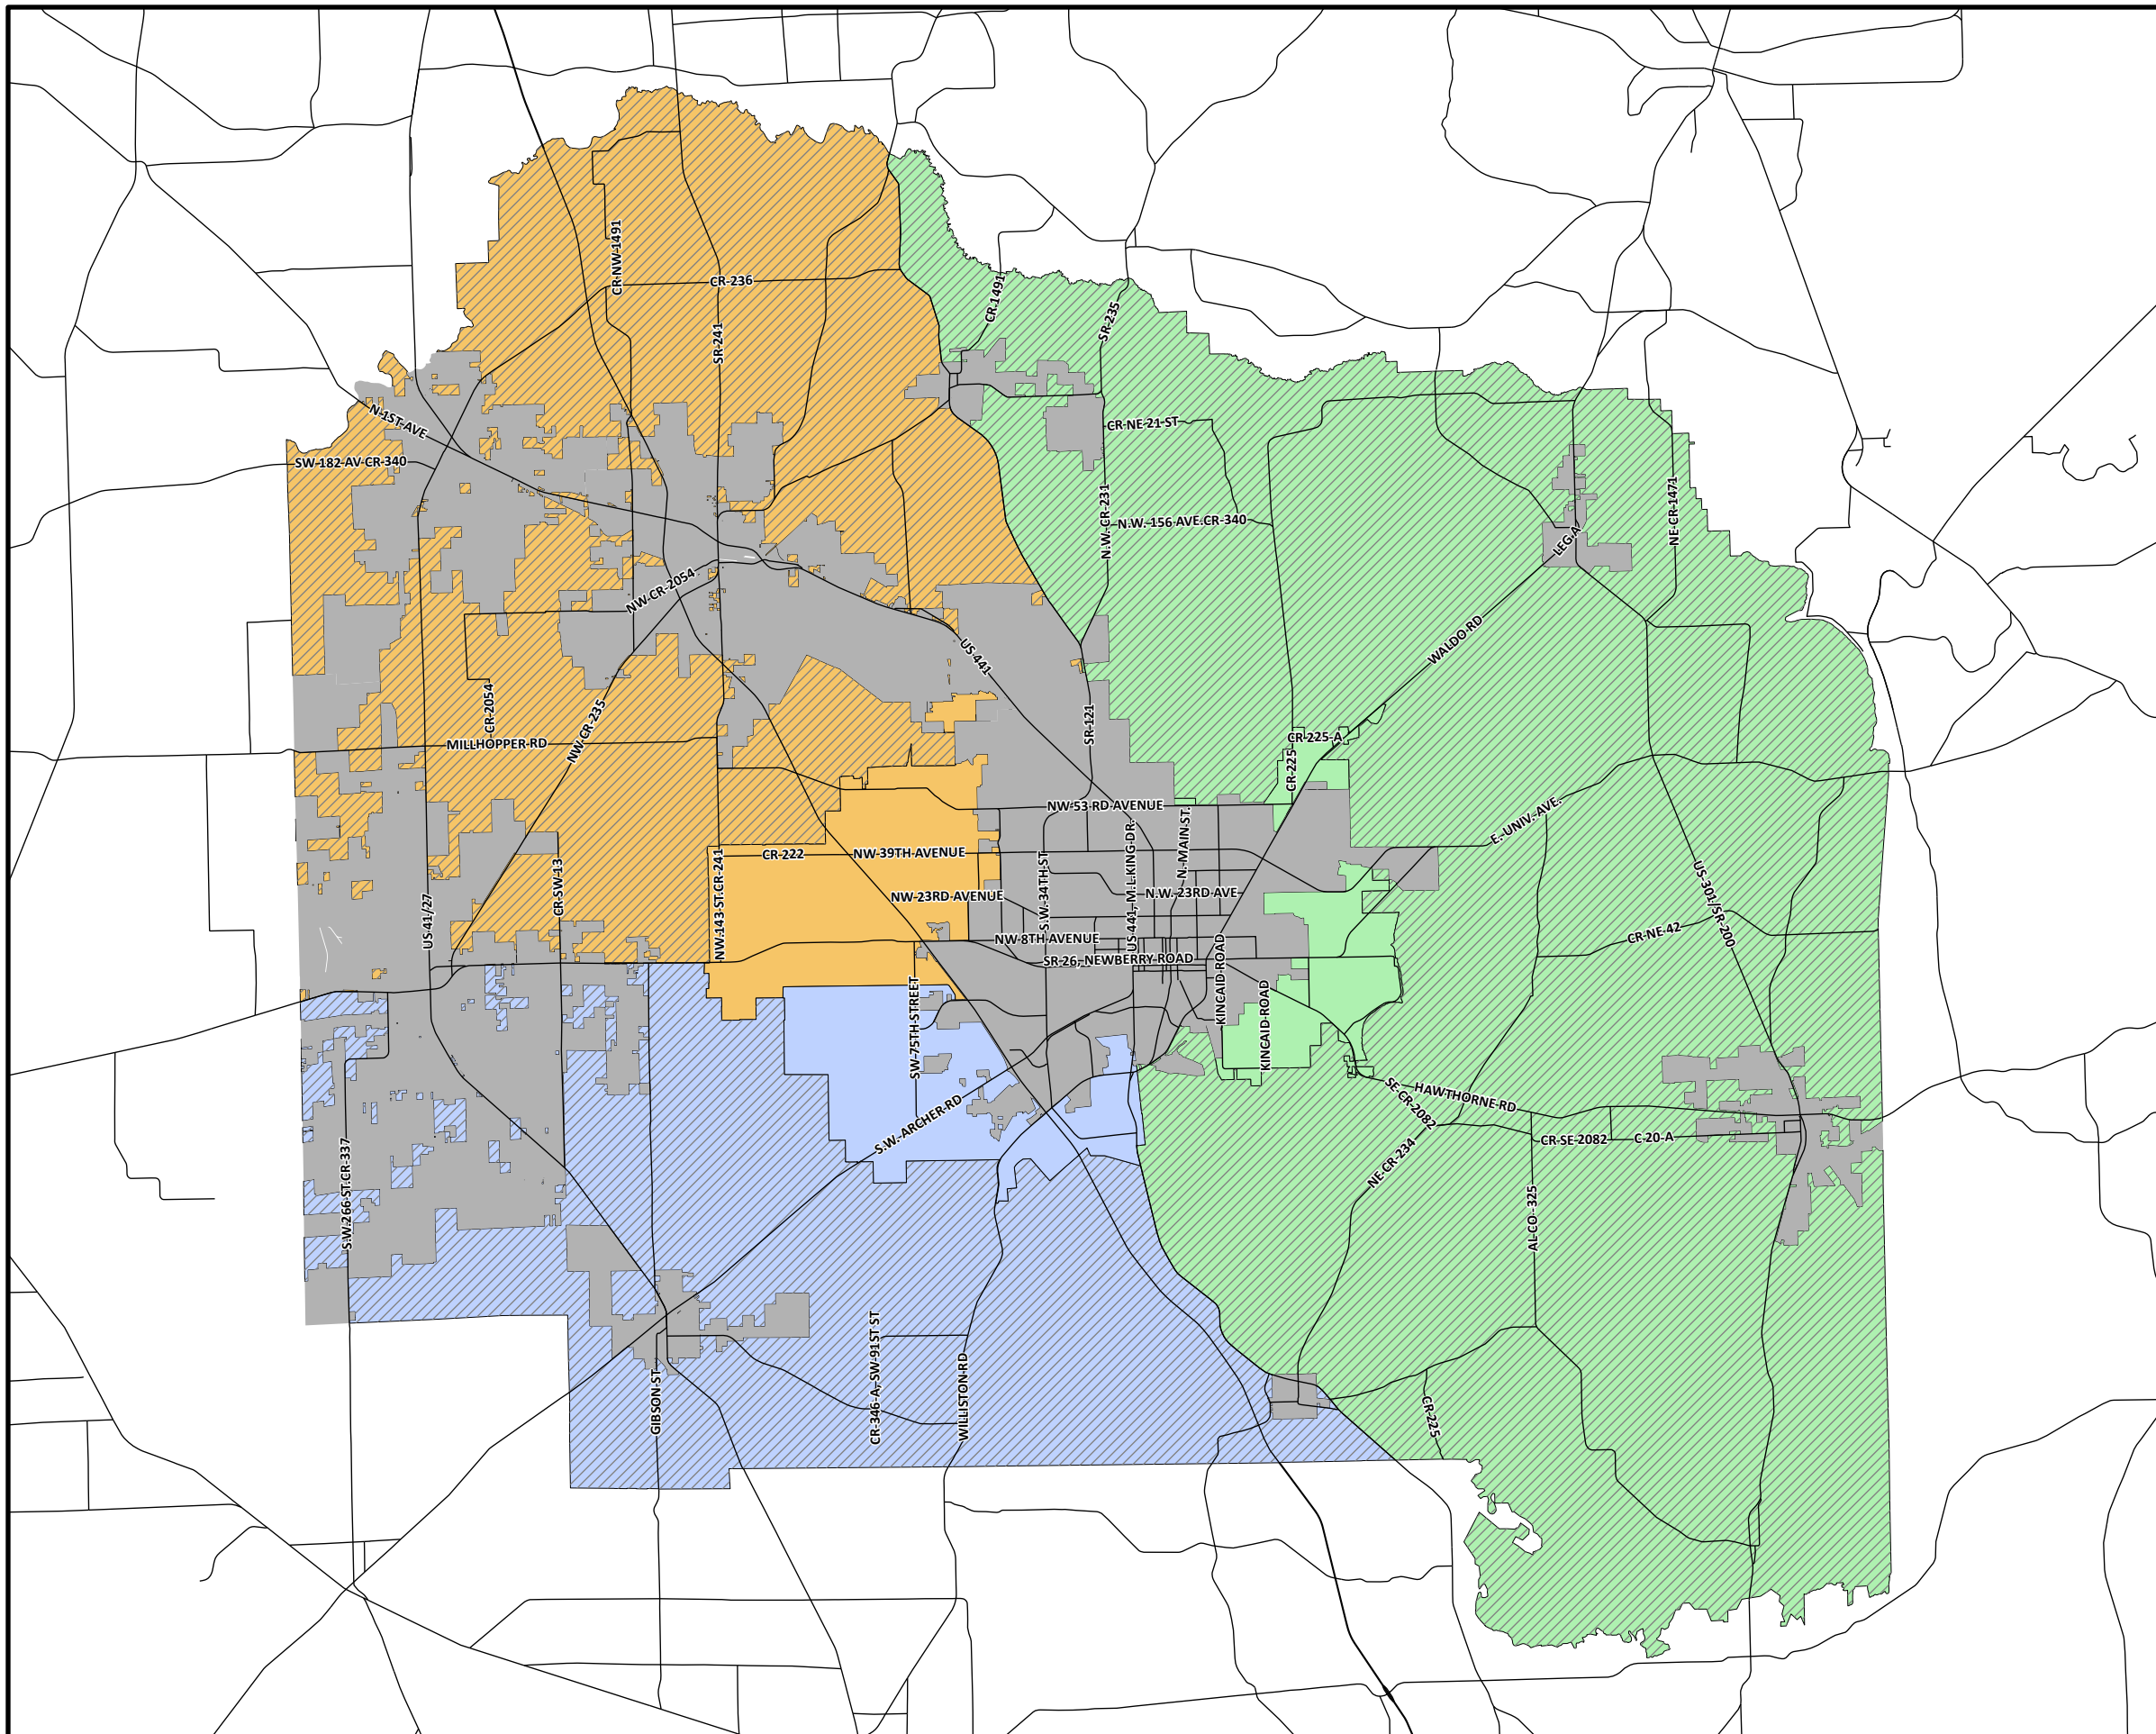 CR-NW-1491
CR-236
SR-241
CR-1491
SR-235
N-1ST-AVE
SW-182-AV-CR-340
CR-NE-21-ST
N.W.-CR-231
N.W.-156-AVE.CR-340
NE-CR-1471
LEG-A
NW-CR-2054
US-441
WALDO-RD
CR-2054
NW-CR-235
MILLHOPPER-RD
SR-121
CR-225-A
CR-225
NW-53-RD-AVENUE
E.-UNIV.-AVE.
CR-222
NW-39TH-AVENUE
NW.143-ST.CR-241
S.W.-34TH-ST
US-441,-M.L.KING-DR.
N.-MAIN-ST.
NW-23RD-AVENUE
N.W.-23RD-AVE
CR-SW-13
US-41/27
NW-8TH-AVENUE
SR-26,-NEWBERRY-ROAD
KINCAID-ROAD
KINCAID-ROAD
US-301/SR-200
CR-NE-42
SW-75TH-STREET
S.W.-ARCHER-RD
HAWTHORNE-RD
SE-CR-2082
CR-SE-2082
C-20-A
NE-CR-234
AL-CO--325
S.W.266-ST.CR-337
GIBSON-ST
CR-346-A,-SW-91ST-ST
WILLISTON-RD
CR-225